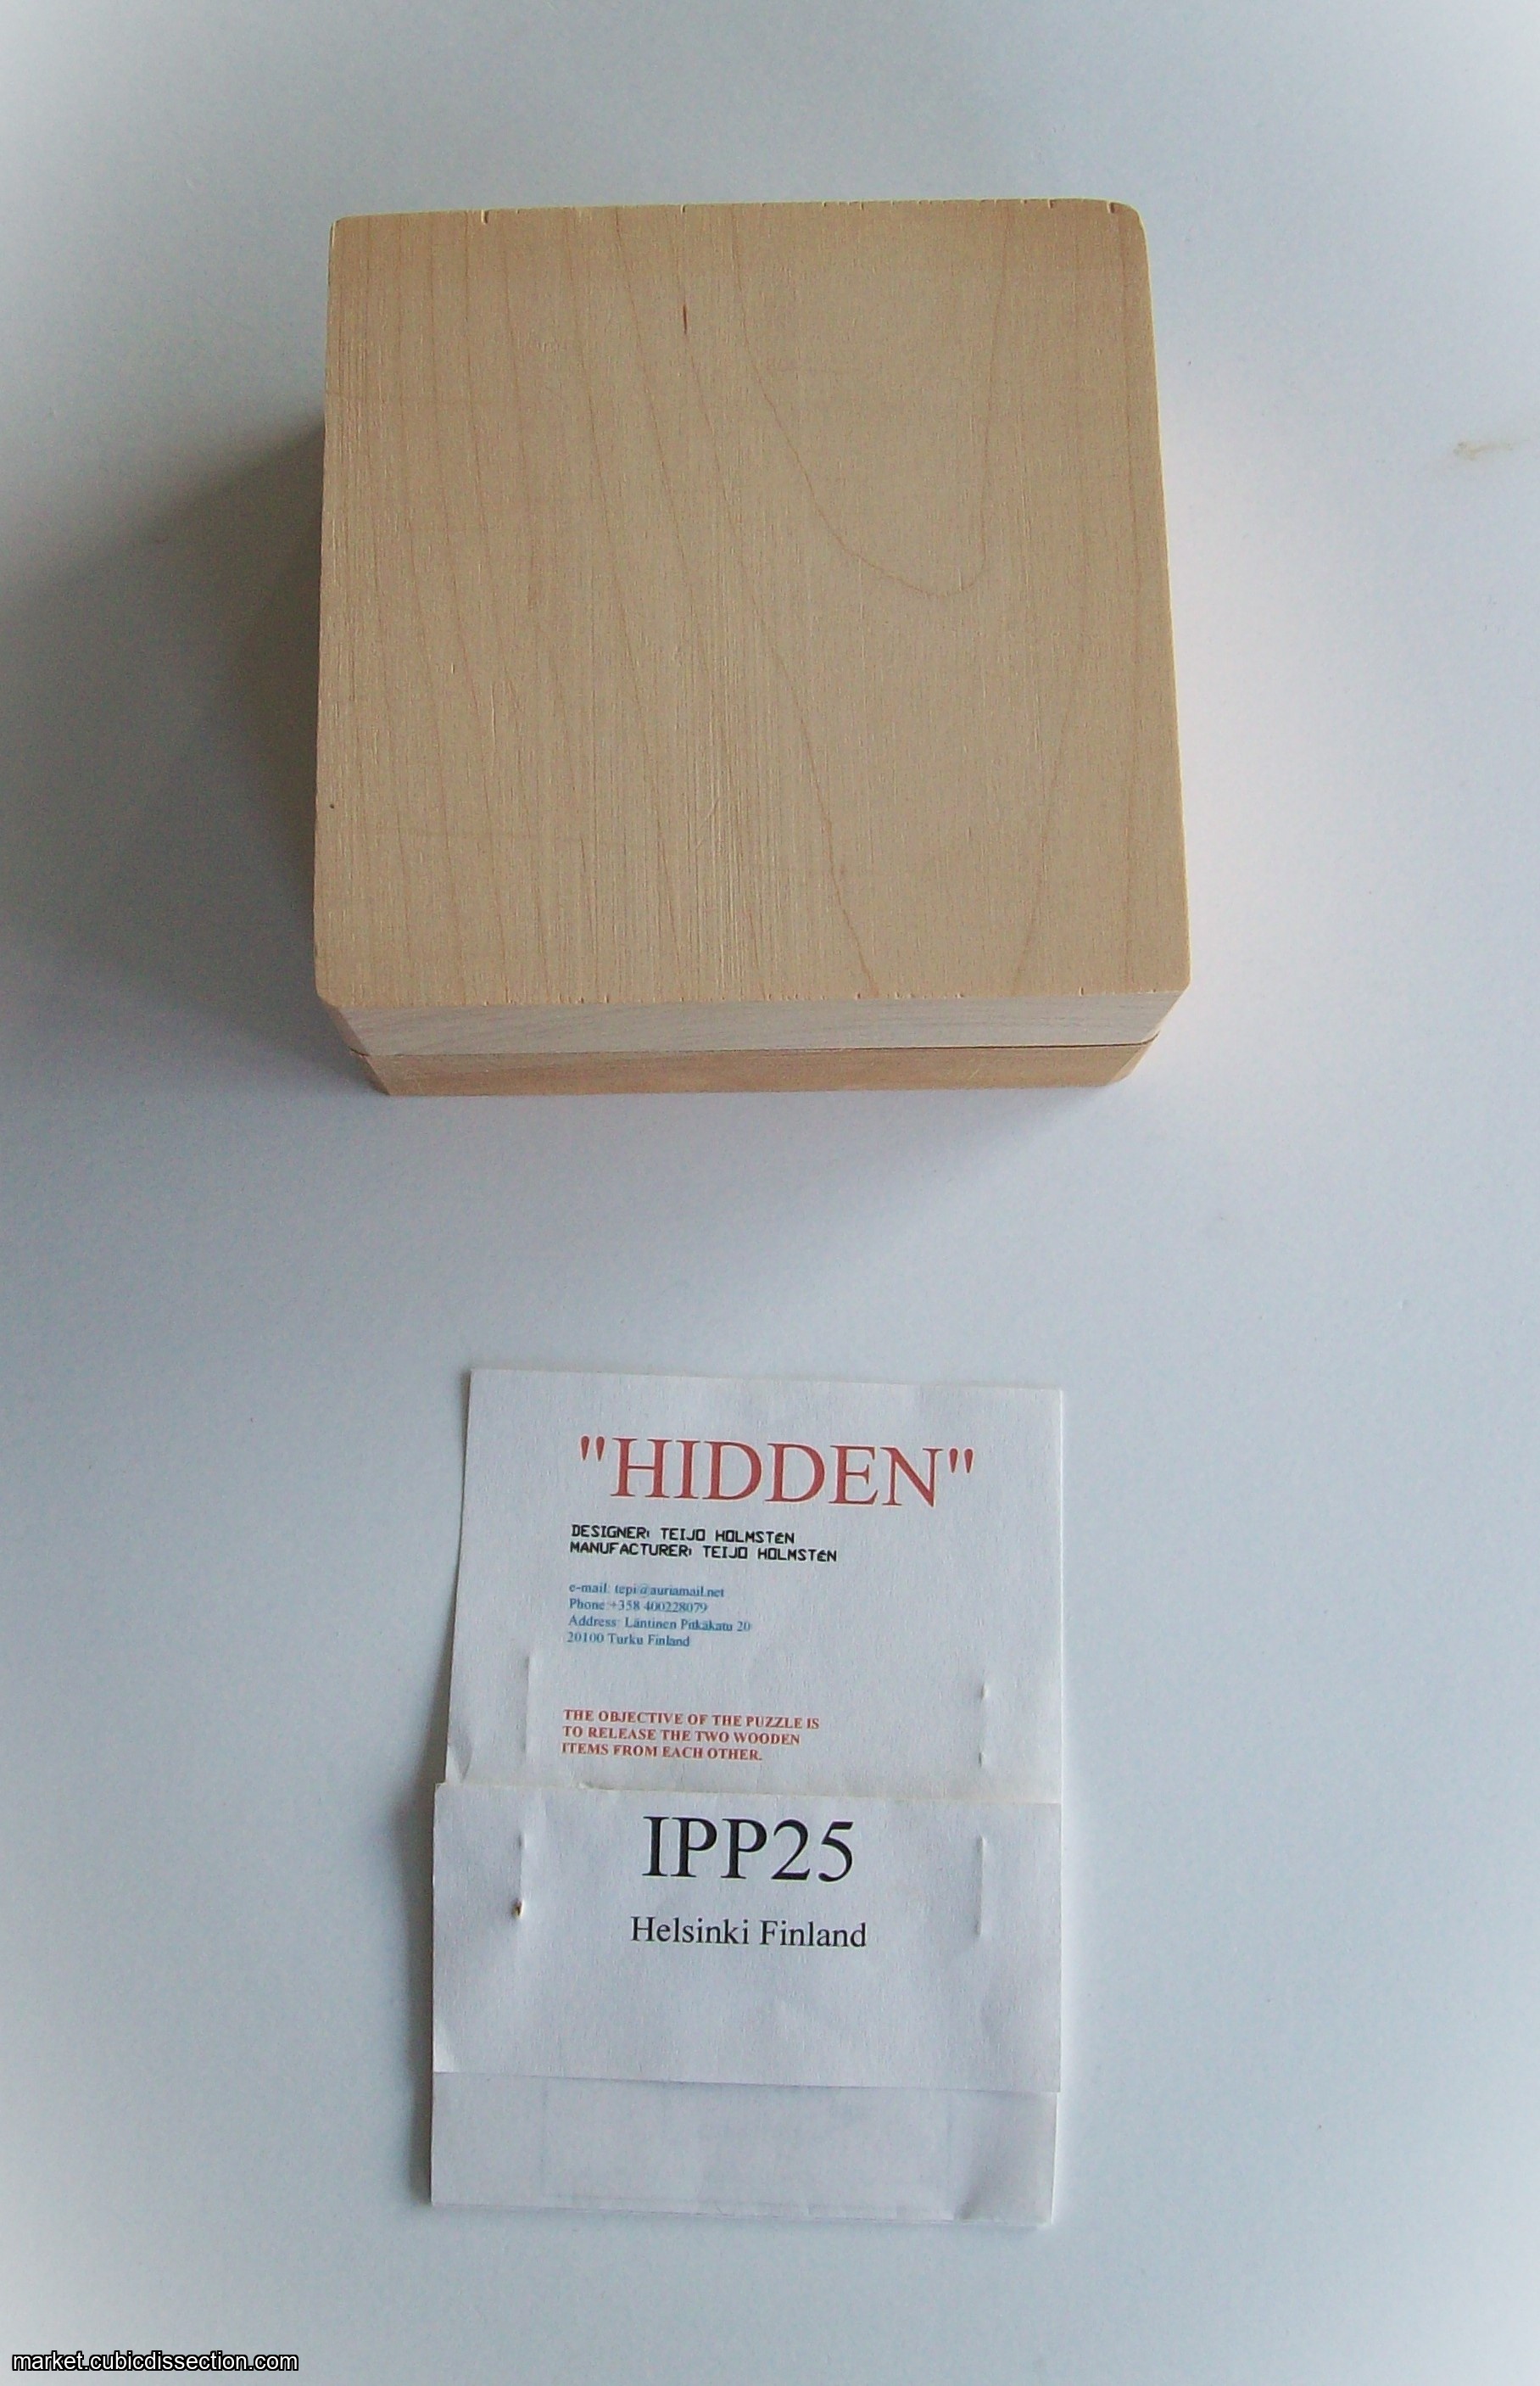 "HIDDEN"
DESIGNER: TEIJO HOLMSTéN
MANUFACTURER: TEIJO HOLMSTéN
e-mail: tepi@auriamail.net
Phone +358 400228079
Address: Läntinen Pitkäkatu 20
20100 Turku Finland
THE OBJECTIVE OF THE PUZZLE IS
TO RELEASE THE TWO WOODEN
ITEMS FROM EACH OTHER.
IPP25
Helsinki Finland
market.cubicdissection.com